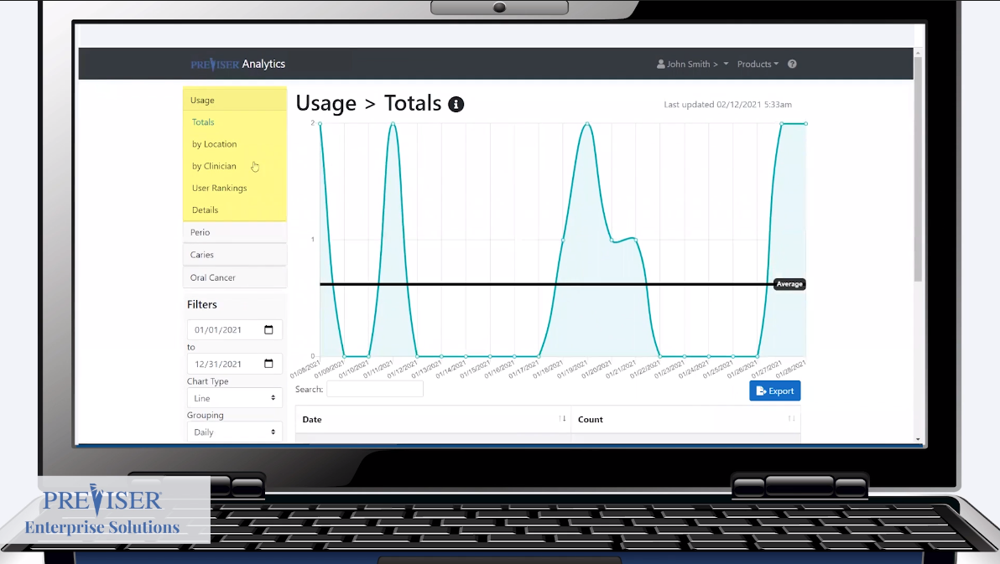 PREVISER Analytics
John Smith >
Products
?
Usage
Totals
by Location
by Clinician
User Rankings
Details
Perio
Caries
Oral Cancer
Filters
01/01/2021
to
12/31/2021
Chart Type
Line
Grouping
Daily
Usage > Totals i
Last updated 02/12/2021 5:33am
2
1
0
Average
01/08/2021
01/09/2021
01/10/2021
01/11/2021
01/12/2021
01/13/2021
01/14/2021
01/15/2021
01/16/2021
01/17/2021
01/18/2021
01/19/2021
01/20/2021
01/21/2021
01/22/2021
01/23/2021
01/24/2021
01/25/2021
01/26/2021
01/27/2021
01/28/2021
Search:
Export
Date
Count
PREVISER
Enterprise Solutions